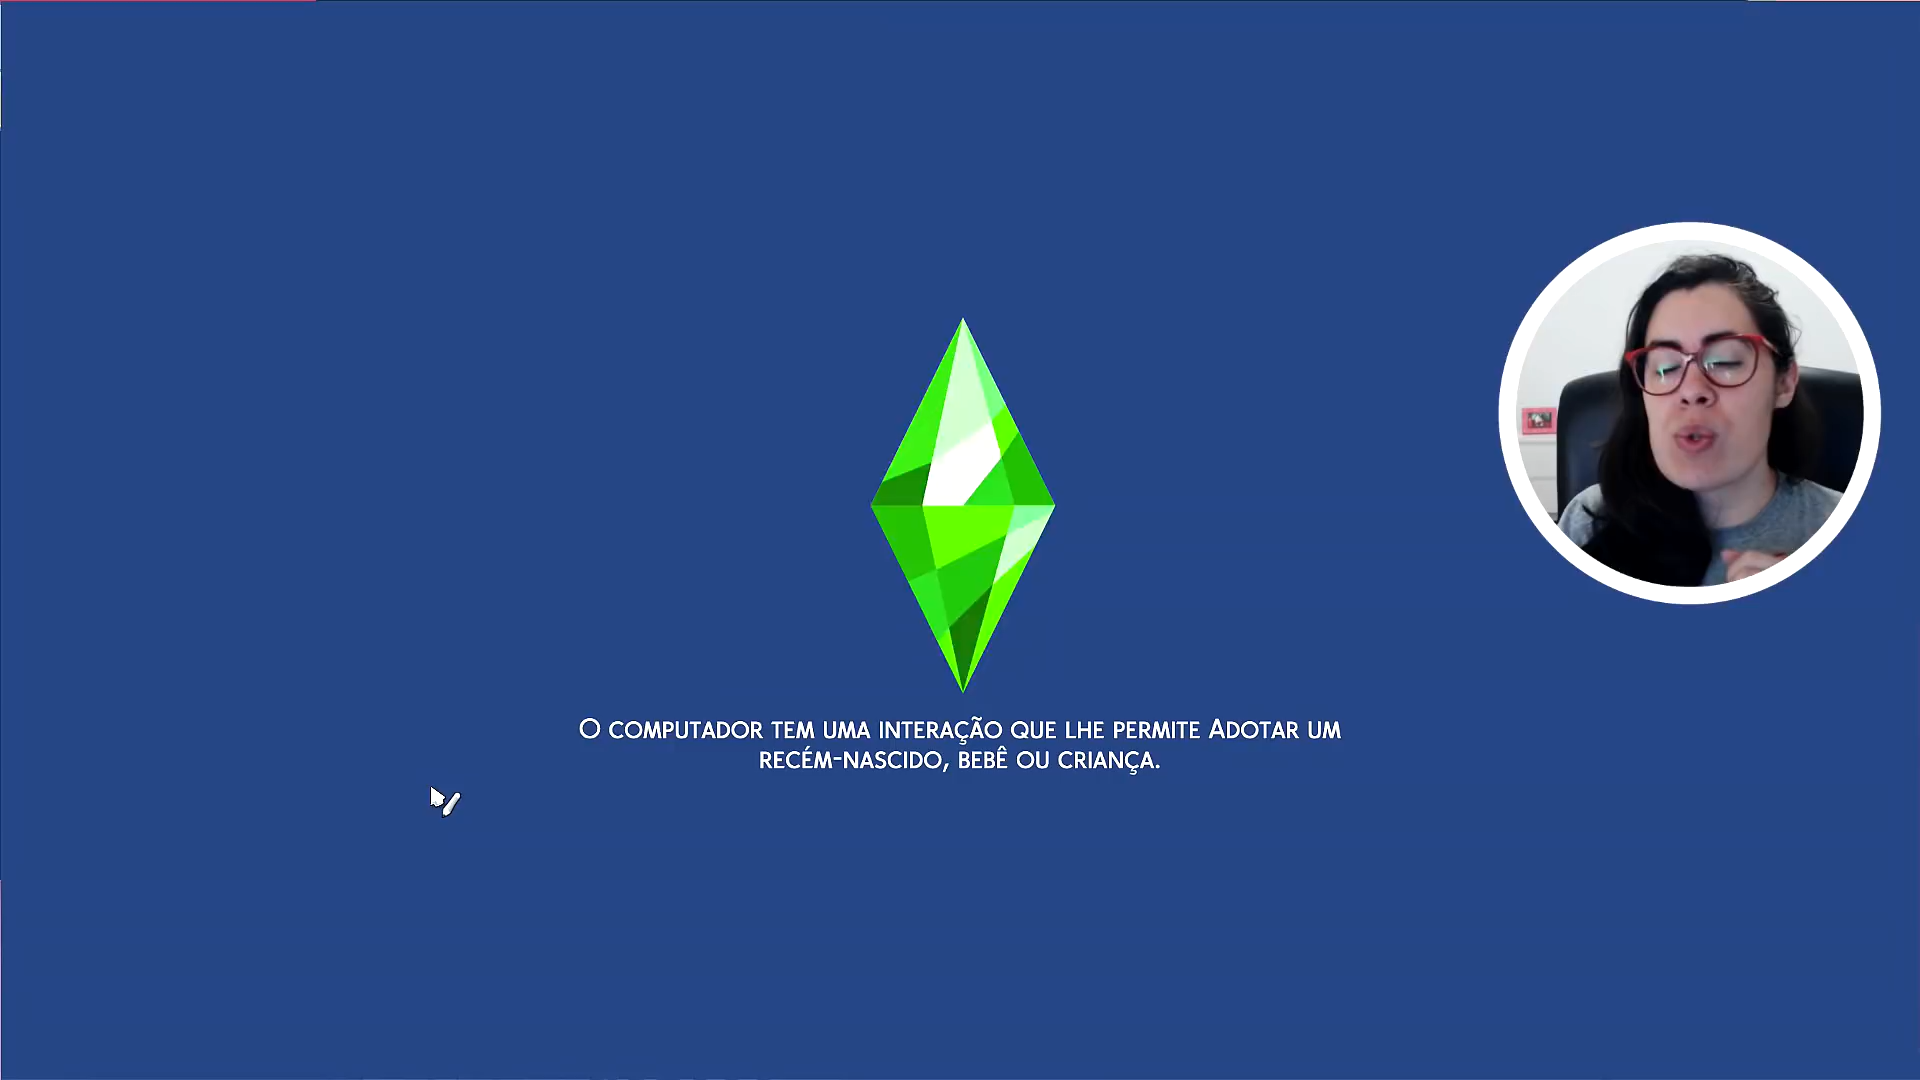 O COMPUTADOR TEM UMA INTERAÇÃO QUE LHE PERMITE ADOTAR UM
RECÉM-NASCIDO, BEBÊ OU CRIANÇA.